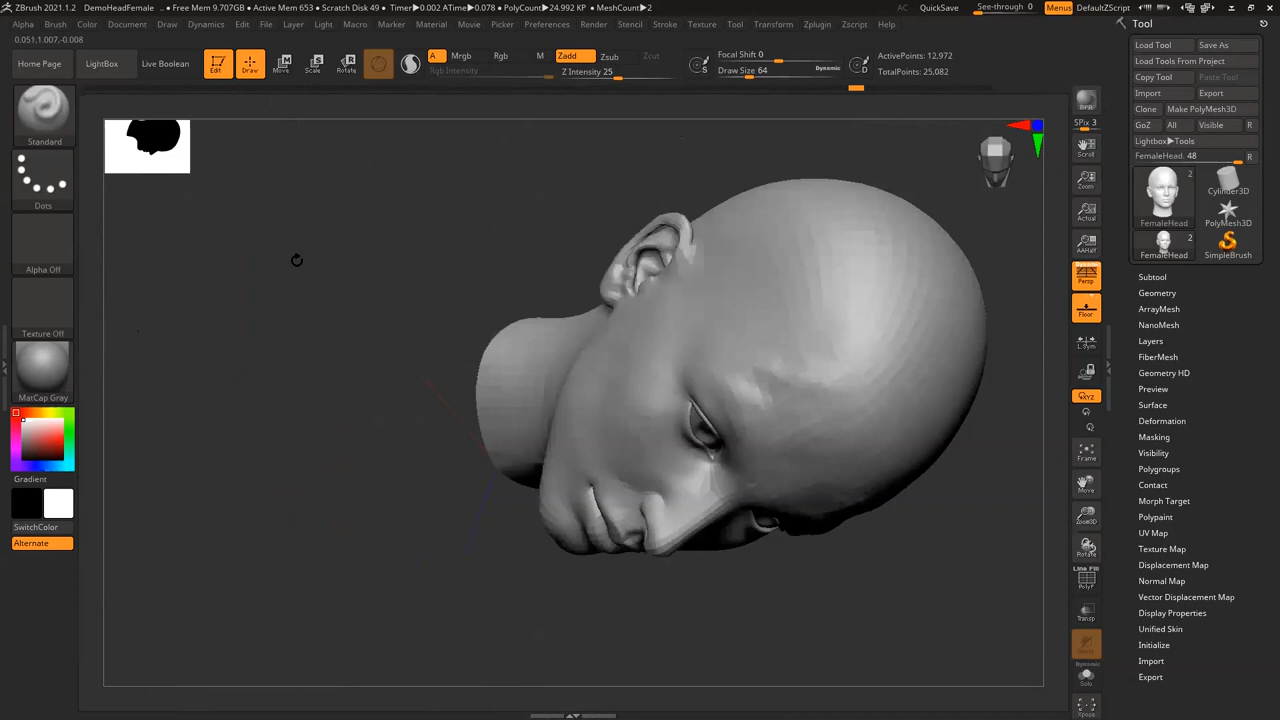 ZBrush 2021.1.2 DemoHeadFemale .. • Free Mem 9.707GB • Active Mem 653 • Scratch Disk 49 • Timer▶0.002 ATime▶0.078 • PolyCount▶24.992 KP • MeshCount▶2 AC QuickSave See-through 0 Menus DefaultZScript
Alpha Brush Color Document Draw Dynamics Edit File Layer Light Macro Marker Material Movie Picker Preferences Render Stencil Stroke Texture Tool Transform Zplugin Zscript Help
Tool
0.051,1.007,-0.008
Home Page LightBox Live Boolean Edit Draw Move Scale Rotate
A Mrgb Rgb M Zadd Zsub Zcut
Rgb Intensity Z Intensity 25
Focal Shift 0
Draw Size 64 Dynamic
S D
ActivePoints: 12,972
TotalPoints: 25,082
Standard
Dots
Alpha Off
Texture Off
MatCap Gray
Gradient
SwitchColor
Alternate
BPR
SPix 3
Scroll
Zoom
Actual
AAHalf
Dynamic
Persp
Floor
L.Sym
XYZ
Frame
Move
Zoom3D
Rotate
Line Fill
PolyF
Transp
Dynamic
Solo
Xpose
Load Tool Save As
Load Tools From Project
Copy Tool Paste Tool
Import Export
Clone Make PolyMesh3D
GoZ All Visible R
Lightbox▶Tools
FemaleHead. 48 R
2
FemaleHead
Cylinder3D
PolyMesh3D
2
FemaleHead
SimpleBrush
Subtool
Geometry
ArrayMesh
NanoMesh
Layers
FiberMesh
Geometry HD
Preview
Surface
Deformation
Masking
Visibility
Polygroups
Contact
Morph Target
Polypaint
UV Map
Texture Map
Displacement Map
Normal Map
Vector Displacement Map
Display Properties
Unified Skin
Initialize
Import
Export